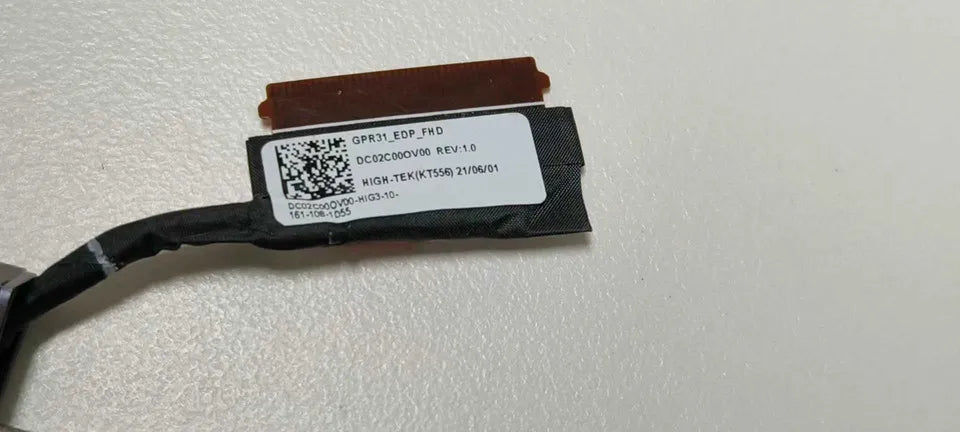 GPR31_EDP_FHD
DC02C00OV00 REV:1.0
HIGH-TEK(KT556) 21/06/01
DC02C00OV00-HIG3-10-
161-108-1055